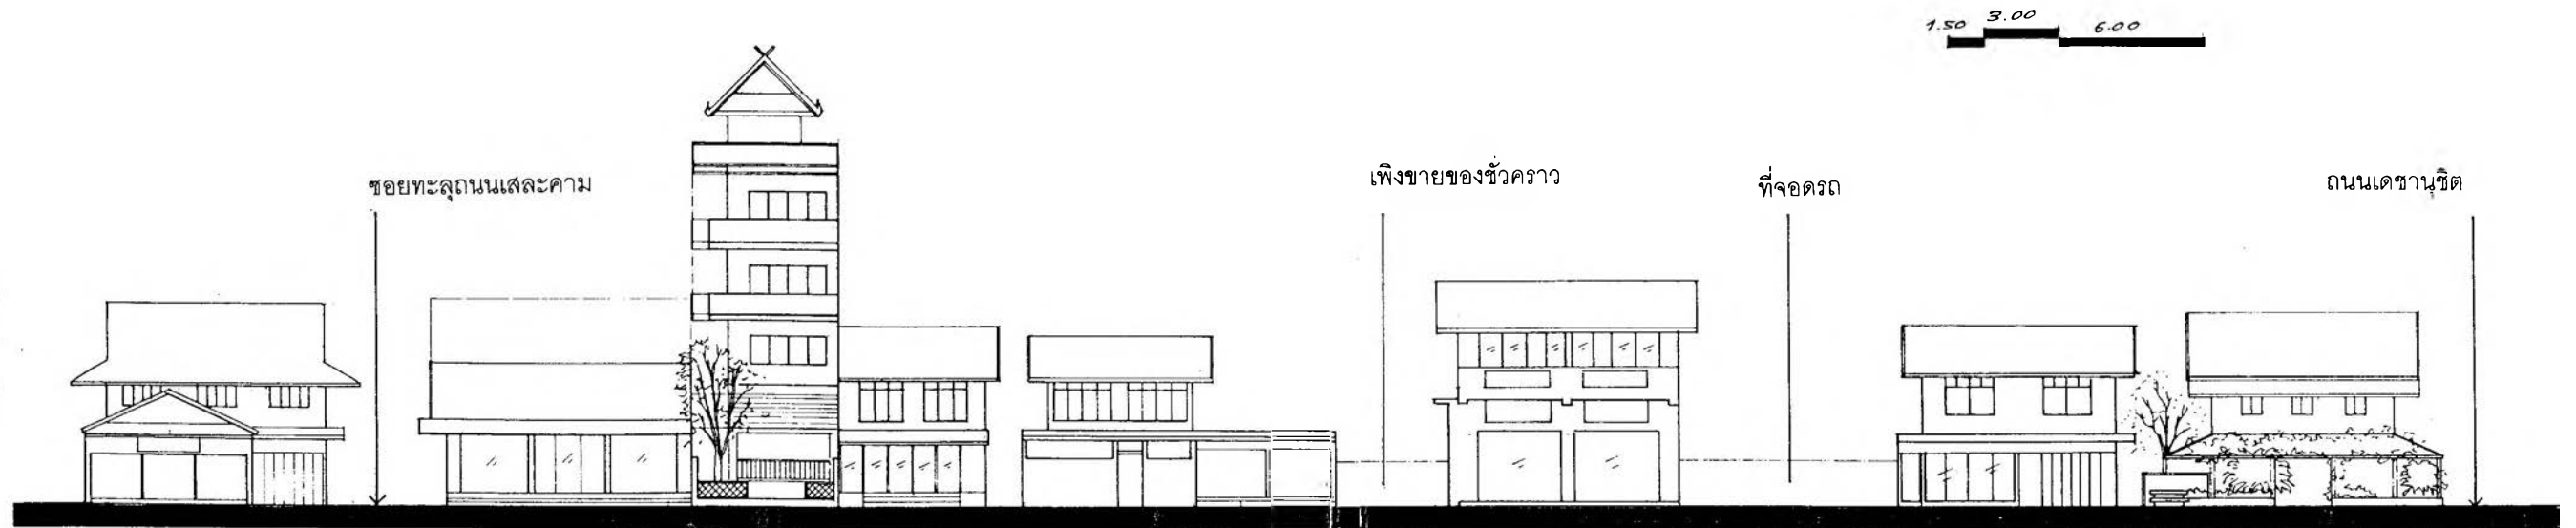 1.50 3.00 6.00
ซอยทะลุถนนเสละคาม
เพิงขายของชั่วคราว
ที่จอดรถ
ถนนเดชานุชิต